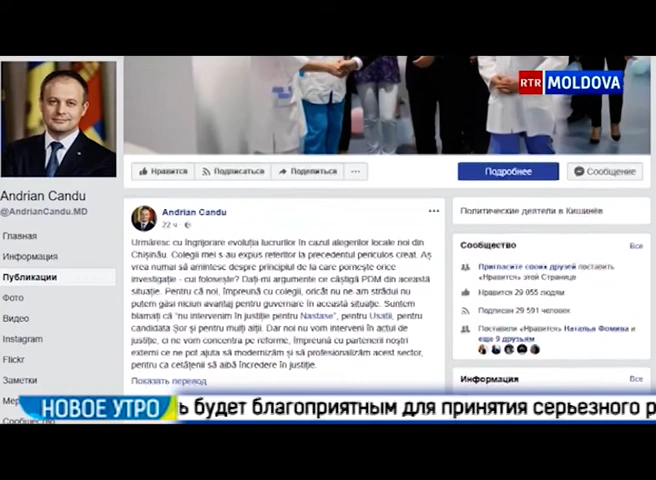 RTR MOLDOVA
Нравится
Подписаться
Поделиться
Подробнее
Сообщение
Andrian Candu
@AndrianCandu.MD
Главная
Информация
Публикации
Фото
Видео
Instagram
Flickr
Заметки
Andrian Candu
22 ч
Urmăresc cu îngrijorare evoluția lucrurilor în cazul alegerilor locale noi din
Chișinău. Colegii mei s-au expus referitor la precedentul periculos creat. Aș
vrea numai să amintesc despre principiul de la care pornește orice
investigație - cui folosește? Dați-mi argumente ce câștigă PDM din această
situație. Pentru că noi, împreună cu colegii, oricât nu ne-am strădui nu
putem găsi niciun avantaj pentru guvernare în această situație. Suntem
blamați că "nu intervenim în justiție pentru Nastase", pentru Usatii, pentru
candidata Șor și pentru mulți alții. Dar noi nu vom interveni în actul de
justiție, ci ne vom concentra pe reforme, împreună cu partenerii noștri
externi ce ne pot ajuta să modernizăm și să profesionalizăm acest sector,
pentru ca cetățenii să aibă încredere în justiție.
Показать перевод
Политические деятели в Кишинёв
Сообщество
Все
Пригласите своих друзей поставить
«Нравится» этой Странице
Нравится 29 055 людям
Подписан 29 591 человек
Поставили «Нравится» Наталья Фомина и
еще 9 друзьям
Информация
Все
НОВОЕ УТРО
ь будет благоприятным для принятия серьезного р